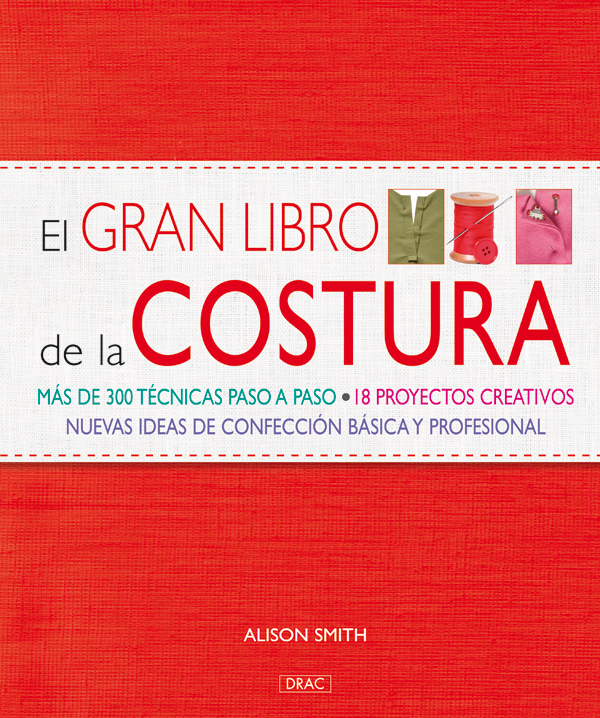 El GRAN LIBRO
de la COSTURA
MÁS DE 300 TÉCNICAS PASO A PASO • 18 PROYECTOS CREATIVOS
NUEVAS IDEAS DE CONFECCIÓN BÁSICA Y PROFESIONAL
ALISON SMITH
DRAC